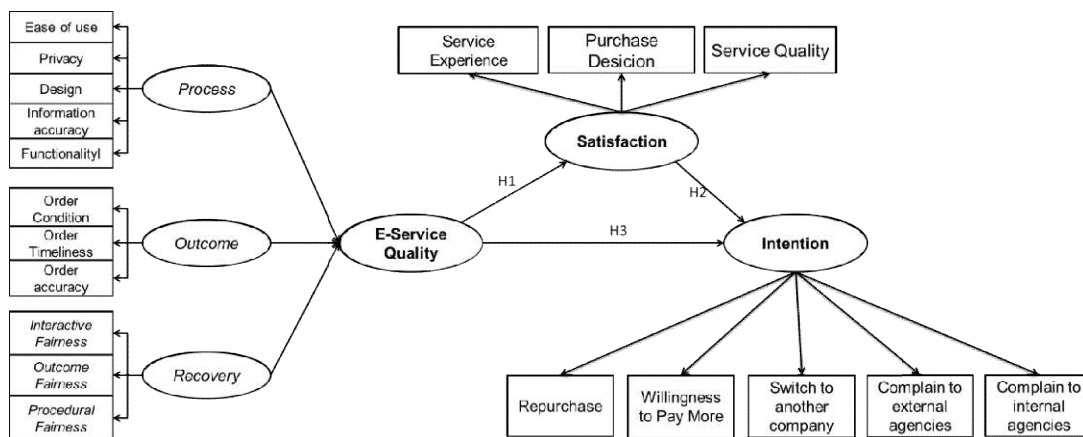 Ease of use
Privacy
Design
Information
accuracy
Functionalityl
Process
Order
Condition
Order
Timeliness
Order
accuracy
Outcome
Interactive
Fairness
Outcome
Fairness
Procedural
Fairness
Recovery
E-Service
Quality
Service
Experience
Purchase
Desicion
Service Quality
Satisfaction
H1
H2
H3
Intention
Repurchase
Willingness
to Pay More
Switch to
another
company
Complain to
external
agencies
Complain to
internal
agencies